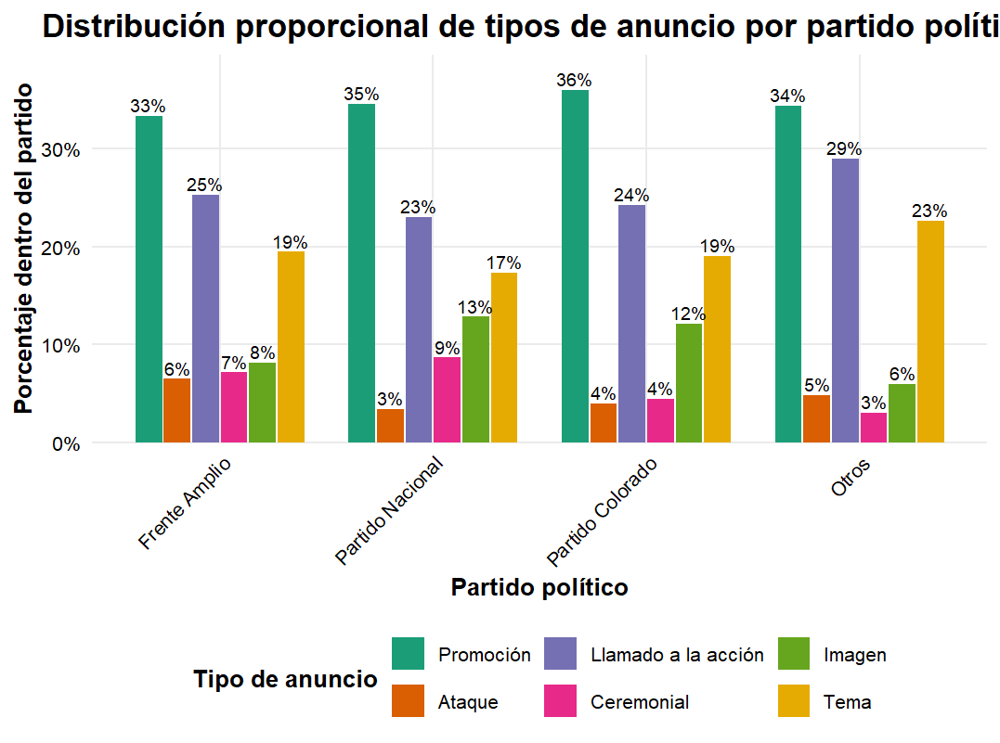 Distribución proporcional de tipos de anuncio por partido políti
Porcentaje dentro del partido
30%
20%
10%
0%
33%
6%
25%
7%
8%
19%
35%
3%
23%
9%
13%
17%
36%
4%
24%
4%
12%
19%
34%
5%
29%
3%
6%
23%
Frente Amplio
Partido Nacional
Partido Colorado
Otros
Partido político
Tipo de anuncio
Promoción
Llamado a la acción
Imagen
Ataque
Ceremonial
Tema